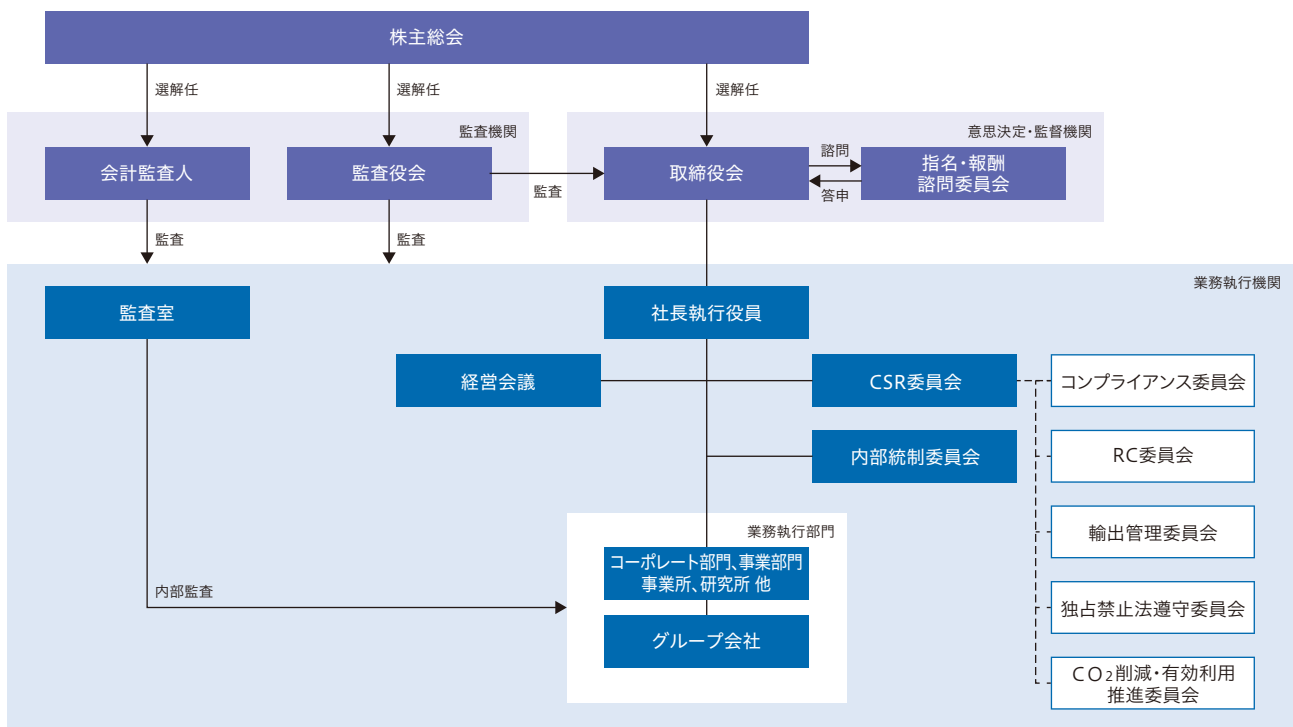 株主総会
選解任
選解任
選解任
監査機関
意思決定・監督機関
会計監査人
監査役会
監査
取締役会
諮問
答申
指名・報酬
諮問委員会
監査
監査
業務執行機関
監査室
社長執行役員
経営会議
CSR委員会
コンプライアンス委員会
内部統制委員会
RC委員会
業務執行部門
輸出管理委員会
コーポレート部門、事業部門
事業所、研究所 他
内部監査
独占禁止法遵守委員会
グループ会社
CO₂削減・有効利用
推進委員会